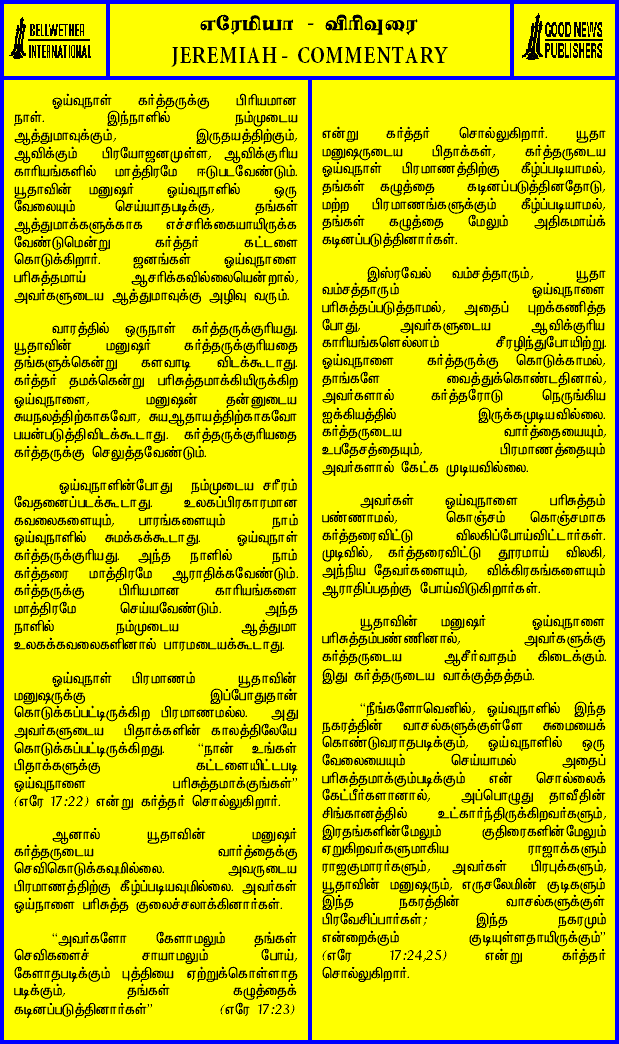 BELLWETHER
INTERNATIONAL
எரேமியா - விரிவுரை
JEREMIAH - COMMENTARY
GOOD NEWS
PUBLISHERS
ஓய்வுநாள் கர்த்தருக்கு பிரியமான
நாள். இந்நாளில் நம்முடைய
ஆத்துமாவுக்கும், இருதயத்திற்கும்,
ஆவிக்கும் பிரயோஜனமுள்ள, ஆவிக்குரிய
காரியங்களில் மாத்திரமே ஈடுபடவேண்டும்.
யூதாவின் மனுஷர் ஓய்வுநாளில் ஒரு
வேலையும் செய்யாதபடிக்கு, தங்கள்
ஆத்துமாக்களுக்காக எச்சரிக்கையாயிருக்க
வேண்டுமென்று கர்த்தர் கட்டளை
கொடுக்கிறார். ஜனங்கள் ஓய்வுநாளை
பரிசுத்தமாய் ஆசரிக்கவில்லையென்றால்,
அவர்களுடைய ஆத்துமாவுக்கு அழிவு வரும்.
வாரத்தில் ஒருநாள் கர்த்தருக்குரியது.
யூதாவின் மனுஷர் கர்த்தருக்குரியதை
தங்களுக்கென்று களவாடி விடக்கூடாது.
கர்த்தர் தமக்கென்று பரிசுத்தமாக்கியிருக்கிற
ஓய்வுநாளை, மனுஷன் தன்னுடைய
சுயநலத்திற்காகவோ, சுயஆதாயத்திற்காகவோ
பயன்படுத்திவிடக்கூடாது. கர்த்தருக்குரியதை
கர்த்தருக்கு செலுத்தவேண்டும்.
ஓய்வுநாளின்போது நம்முடைய சரீரம்
வேதனைப்படக்கூடாது. உலகப்பிரகாரமான
கவலைகளையும், பாரங்களையும் நாம்
ஓய்வுநாளில் சுமக்கக்கூடாது. ஓய்வுநாள்
கர்த்தருக்குரியது. அந்த நாளில் நாம்
கர்த்தரை மாத்திரமே ஆராதிக்கவேண்டும்.
கர்த்தருக்கு பிரியமான காரியங்களை
மாத்திரமே செய்யவேண்டும். அந்த
நாளில் நம்முடைய ஆத்துமா
உலகக்கவலைகளினால் பாரமடையக்கூடாது.
ஓய்வுநாள் பிரமாணம் யூதாவின்
மனுஷருக்கு இப்போதுதான்
கொடுக்கப்பட்டிருக்கிற பிரமாணமல்ல. அது
அவர்களுடைய பிதாக்களின் காலத்திலேயே
கொடுக்கப்பட்டிருக்கிறது. “நான் உங்கள்
பிதாக்களுக்கு கட்டளையிட்டபடி
ஓய்வுநாளை பரிசுத்தமாக்குங்கள்”
(எரே 17:22) என்று கர்த்தர் சொல்லுகிறார்.
ஆனால் யூதாவின் மனுஷர்
கர்த்தருடைய வார்த்தைக்கு
செவிகொடுக்கவுமில்லை. அவருடைய
பிரமாணத்திற்கு கீழ்ப்படியவுமில்லை. அவர்கள்
ஓய்நாளை பரிசுத்த குலைச்சலாக்கினார்கள்.
“அவர்களோ கேளாமலும் தங்கள்
செவிகளைச் சாயாமலும் போய்,
கேளாதபடிக்கும் புத்தியை ஏற்றுக்கொள்ளாத
படிக்கும், தங்கள் கழுத்தைக்
கடினப்படுத்தினார்கள்” (எரே 17:23)
என்று கர்த்தர் சொல்லுகிறார். யூதா
மனுஷருடைய பிதாக்கள், கர்த்தருடைய
ஓய்வுநாள் பிரமாணத்திற்கு கீழ்ப்படியாமல்,
தங்கள் கழுத்தை கடினப்படுத்தினதோடு,
மற்ற பிரமாணங்களுக்கும் கீழ்ப்படியாமல்,
தங்கள் கழுத்தை மேலும் அதிகமாய்க்
கடினப்படுத்தினார்கள்.
இஸ்ரவேல் வம்சத்தாரும், யூதா
வம்சத்தாரும் ஓய்வுநாளை
பரிசுத்தப்படுத்தாமல், அதைப் புறக்கணித்த
போது, அவர்களுடைய ஆவிக்குரிய
காரியங்களெல்லாம் சீரழிந்துபோயிற்று.
ஓய்வுநாளை கர்த்தருக்கு கொடுக்காமல்,
தாங்களே வைத்துக்கொண்டதினால்,
அவர்களால் கர்த்தரோடு நெருங்கிய
ஐக்கியத்தில் இருக்கமுடியவில்லை.
கர்த்தருடைய வார்த்தையையும்,
உபதேசத்தையும், பிரமாணத்தையும்
அவர்களால் கேட்க முடியவில்லை.
அவர்கள் ஓய்வுநாளை பரிசுத்தம்
பண்ணாமல், கொஞ்சம் கொஞ்சமாக
கர்த்தரைவிட்டு விலகிப்போய்விட்டார்கள்.
முடிவில், கர்த்தரைவிட்டு தூரமாய் விலகி,
அந்நிய தேவர்களையும், விக்கிரகங்களையும்
ஆராதிப்பதற்கு போய்விடுகிறார்கள்.
யூதாவின் மனுஷர் ஓய்வுநாளை
பரிசுத்தம்பண்ணினால், அவர்களுக்கு
கர்த்தருடைய ஆசீர்வாதம் கிடைக்கும்.
இது கர்த்தருடைய வாக்குத்தத்தம்.
“நீங்களோவெனில், ஓய்வுநாளில் இந்த
நகரத்தின் வாசல்களுக்குள்ளே சுமையைக்
கொண்டுவராதபடிக்கும், ஓய்வுநாளில் ஒரு
வேலையையும் செய்யாமல் அதைப்
பரிசுத்தமாக்கும்படிக்கும் என் சொல்லைக்
கேட்பீர்களானால், அப்பொழுது தாவீதின்
சிங்கானத்தில் உட்கார்ந்திருக்கிறவர்களும்,
இரதங்களின்மேலும் குதிரைகளின்மேலும்
ஏறுகிறவர்களுமாகிய ராஜாக்களும்
ராஜகுமாரர்களும், அவர்கள் பிரபுக்களும்,
யூதாவின் மனுஷரும், எருசலேமின் குடிகளும்
இந்த நகரத்தின் வாசல்களுக்குள்
பிரவேசிப்பார்கள்; இந்த நகரமும்
என்றைக்கும் குடியுள்ளதாயிருக்கும்”
(எரே 17:24,25) என்று கர்த்தர்
சொல்லுகிறார்.